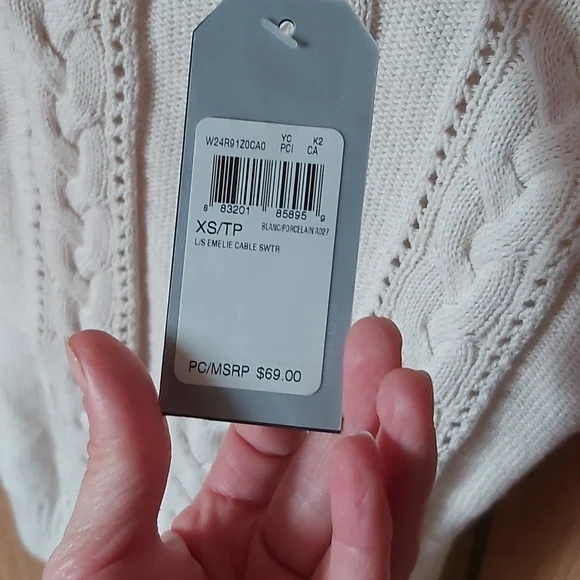 W24R91Z0CA0 YC K2
PCI CA
8 83201 85895 9
XS/TP BLANC/PORCELAIN A027
L/S EMELIE CABLE SWTR
PC/MSRP $69.00